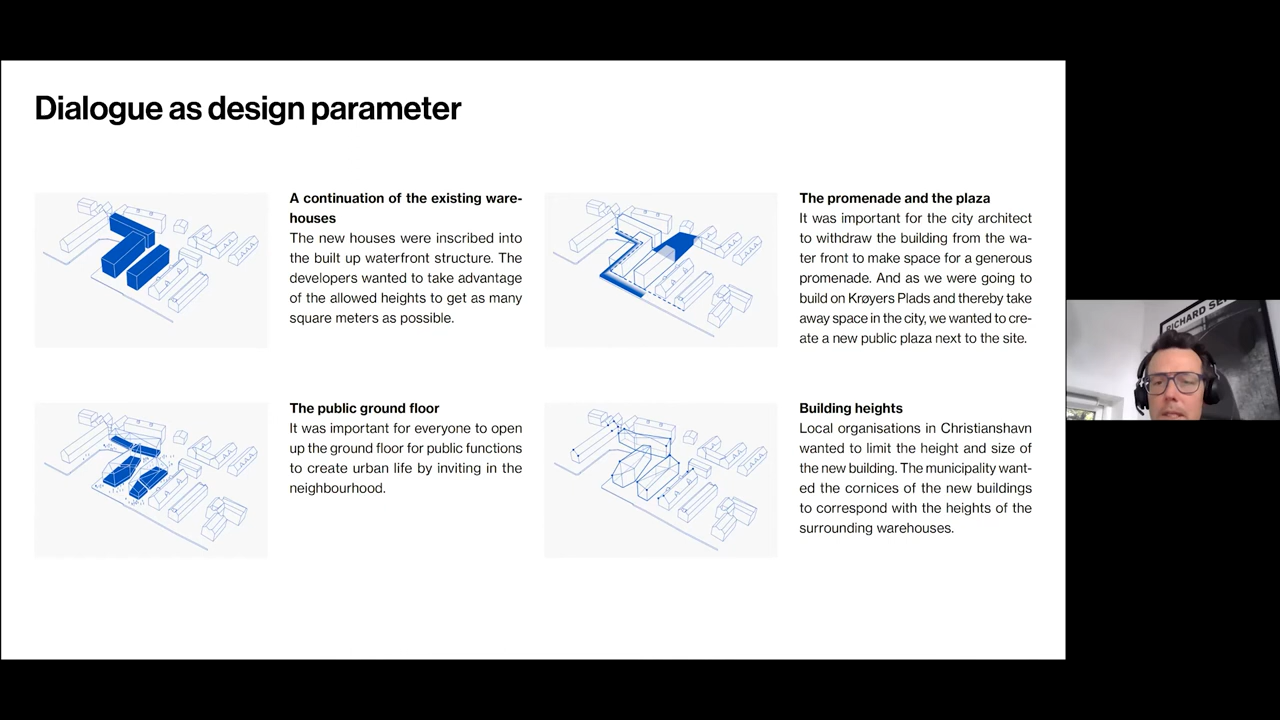 Dialogue as design parameter
A continuation of the existing ware-
houses
The new houses were inscribed into
the built up waterfront structure. The
developers wanted to take advantage
of the allowed heights to get as many
square meters as possible.
The promenade and the plaza
It was important for the city architect
to withdraw the building from the wa-
ter front to make space for a generous
promenade. And as we were going to
build on Krøyers Plads and thereby take
away space in the city, we wanted to cre-
ate a new public plaza next to the site.
The public ground floor
It was important for everyone to open
up the ground floor for public functions
to create urban life by inviting in the
neighbourhood.
Building heights
Local organisations in Christianshavn
wanted to limit the height and size of
the new building. The municipality want-
ed the cornices of the new buildings
to correspond with the heights of the
surrounding warehouses.
RICHARD